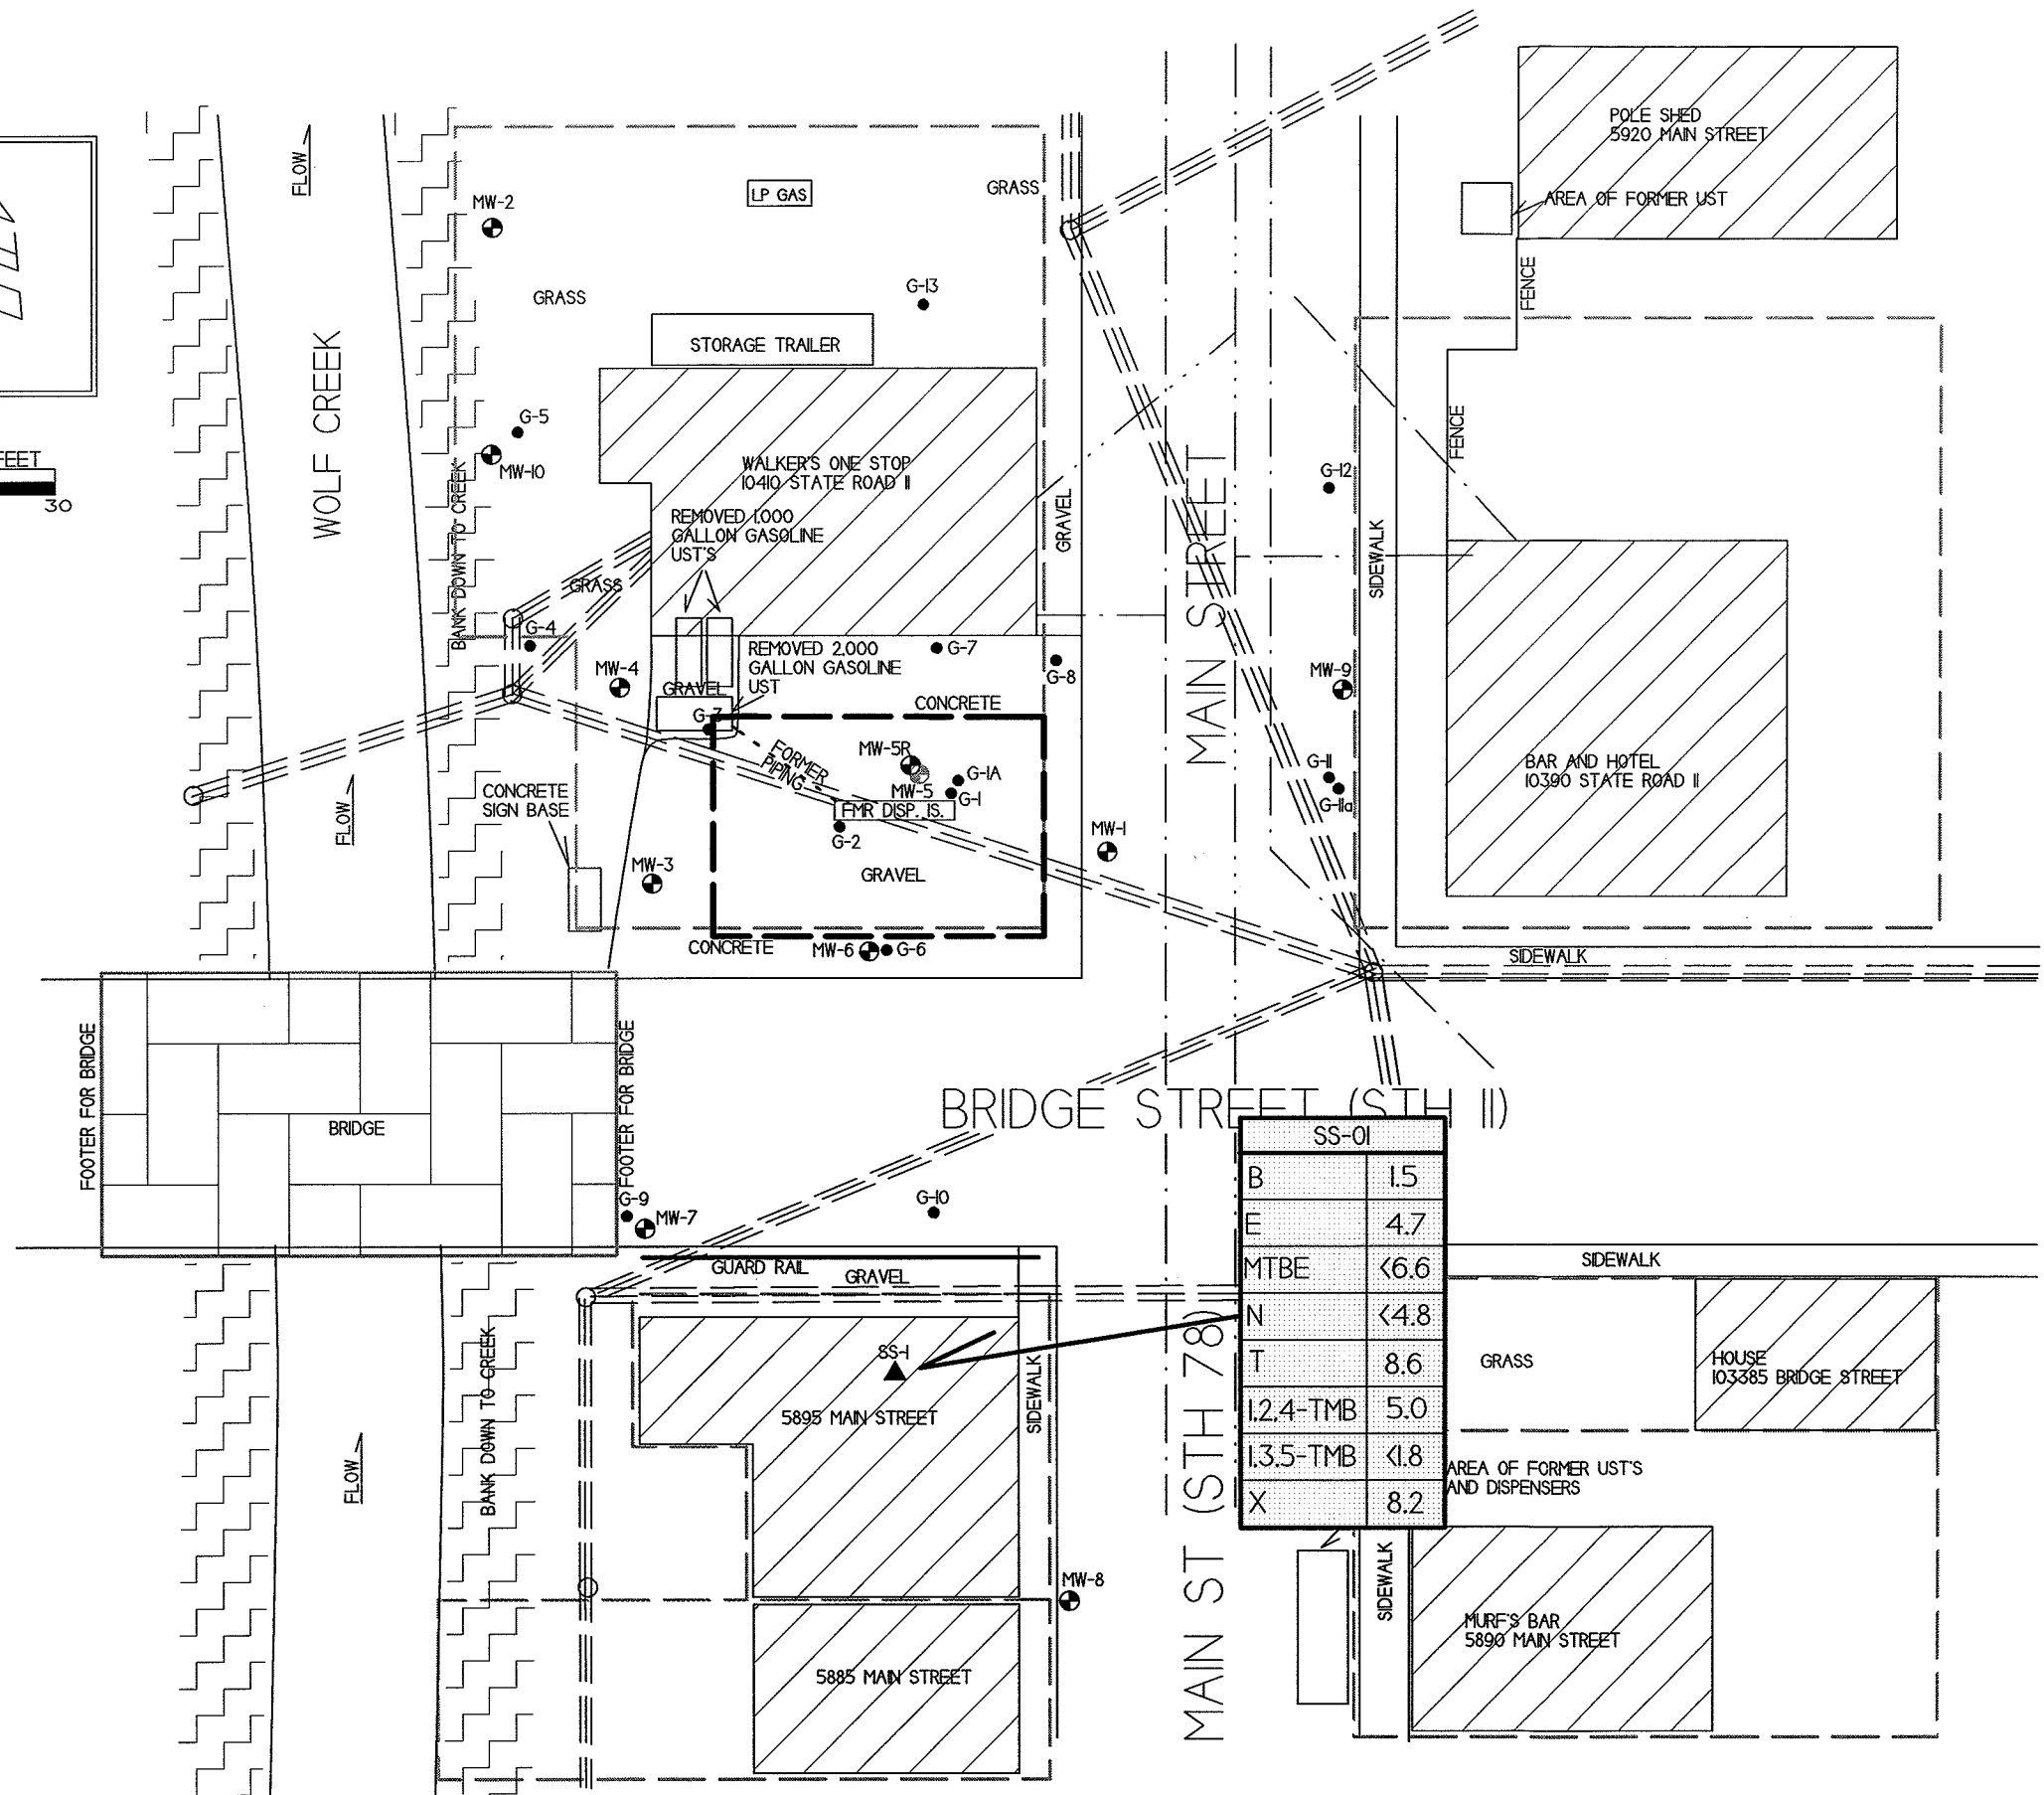 POLE SHED
5920 MAIN STREET
AREA OF FORMER UST
FENCE
FENCE
FLOW
MW-2
LP GAS
GRASS
GRASS
G-13
STORAGE TRAILER
WOLF CREEK
G-5
MW-10
FEET
30
BANK DOWN TO CREEK
WALKER'S ONE STOP
10410 STATE ROAD 11
REMOVED 1,000
GALLON GASOLINE
UST'S
GRAVEL
MAIN STREET
G-12
SIDEWALK
GRASS
G-4
MW-4
REMOVED 2,000
GALLON GASOLINE
UST
GRAVEL
G-7
G-8
MW-9
CONCRETE
G-7
FORMER
PIPING
MW-5R
MW-5
G-1A
G-1
FMR DISP. IS.
G-2
GRAVEL
MW-1
G-11
G-11a
BAR AND HOTEL
10390 STATE ROAD 11
CONCRETE
SIGN BASE
FLOW
MW-3
CONCRETE
MW-6
G-6
SIDEWALK
FOOTER FOR BRIDGE
BRIDGE
FOOTER FOR BRIDGE
BRIDGE STREET (STH 11)
G-9
MW-7
G-10
GUARD RAIL
GRAVEL
SS-01
B 1.5
E 4.7
MTBE <6.6
N <4.8
T 8.6
1,2,4-TMB 5.0
1,3,5-TMB <1.8
X 8.2
SIDEWALK
GRASS
HOUSE
103385 BRIDGE STREET
AREA OF FORMER UST'S
AND DISPENSERS
SS-1
5895 MAIN STREET
SIDEWALK
BANK DOWN TO CREEK
FLOW
MAIN ST (STH 78)
MW-8
SIDEWALK
MURF'S BAR
5890 MAIN STREET
5885 MAIN STREET